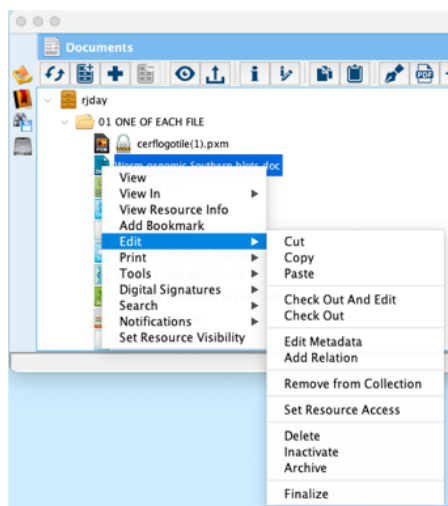 Documents
PDF
rjday
01 ONE OF EACH FILE
cerflogotile(1).pxm
Worm genomic Southern blots.doc
View
View In
View Resource Info
Add Bookmark
Edit
Print
Tools
Digital Signatures
Search
Notifications
Set Resource Visibility
Cut
Copy
Paste
Check Out And Edit
Check Out
Edit Metadata
Add Relation
Remove from Collection
Set Resource Access
Delete
Inactivate
Archive
Finalize